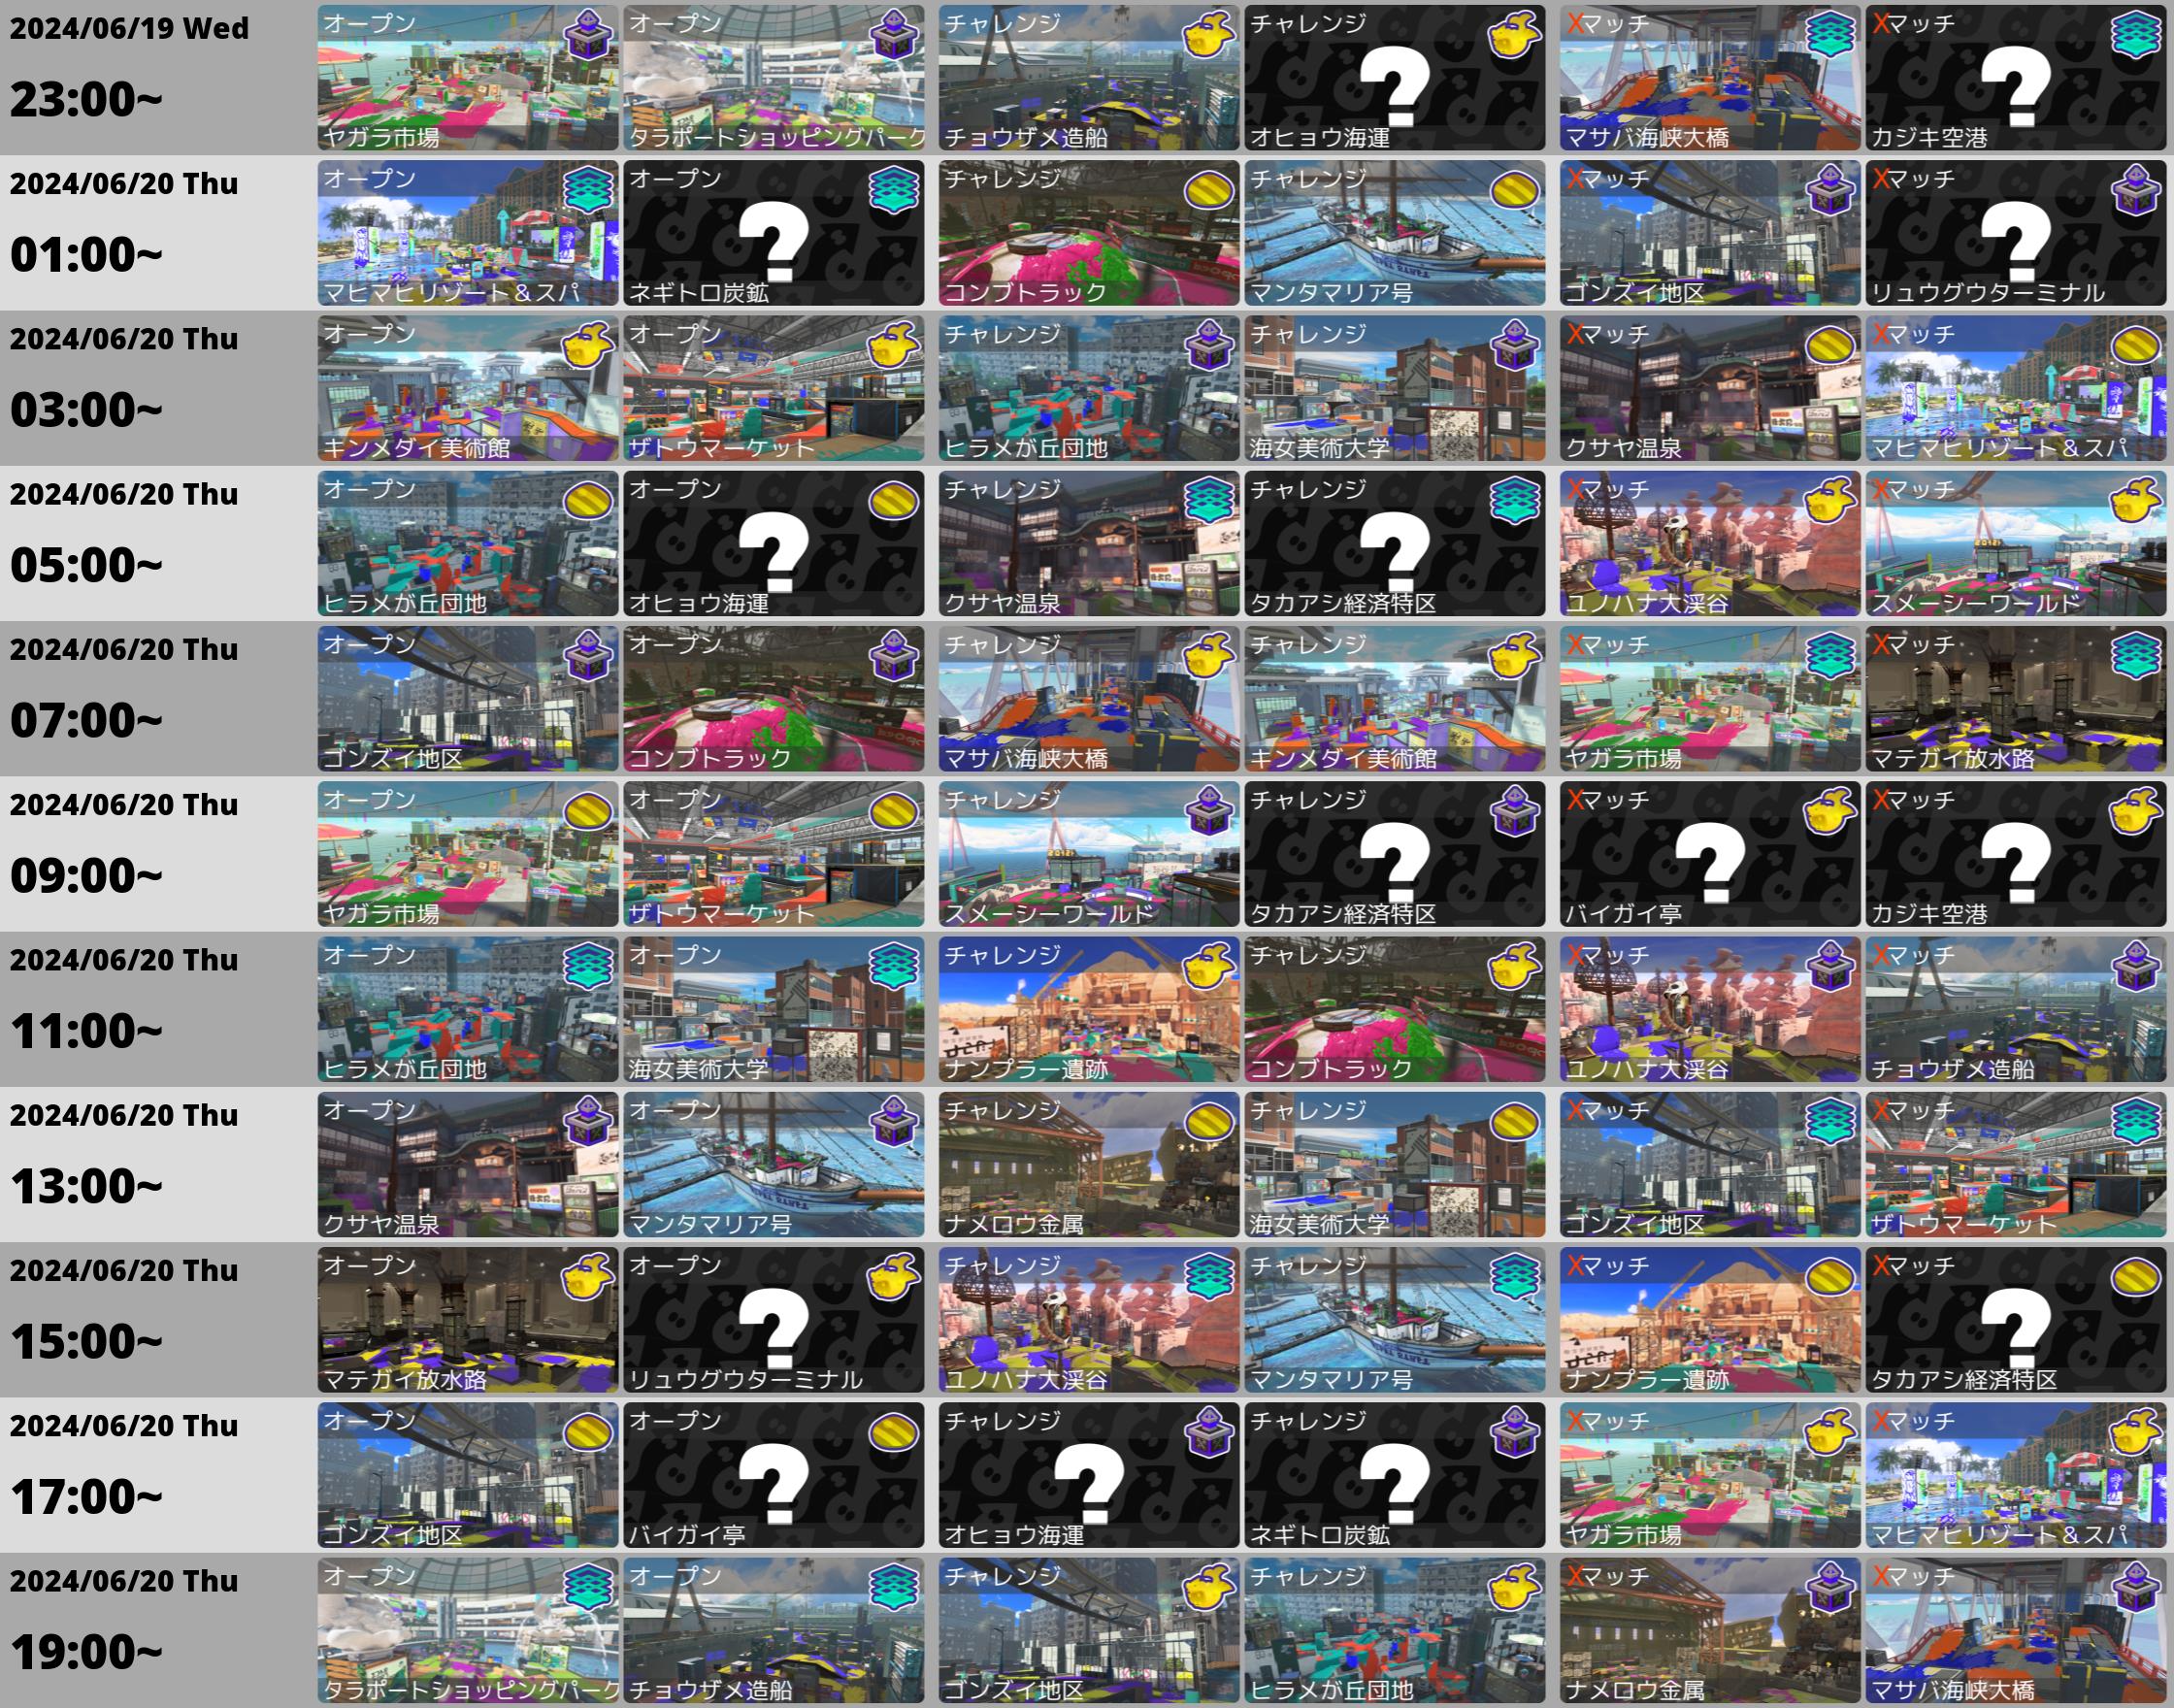 2024/06/19 Wed
23:00~
オープン
ヤガラ市場
オープン
タラポートショッピングパーク
チャレンジ
チョウザメ造船
チャレンジ
?
オヒョウ海運
Xマッチ
マサバ海峡大橋
Xマッチ
?
カジキ空港
2024/06/20 Thu
01:00~
オープン
マヒマヒリゾート＆スパ
オープン
?
ネギトロ炭鉱
チャレンジ
コンブトラック
チャレンジ
マンタマリア号
Xマッチ
ゴンズイ地区
Xマッチ
?
リュウグウターミナル
2024/06/20 Thu
03:00~
オープン
キンメダイ美術館
オープン
ザトウマーケット
チャレンジ
ヒラメが丘団地
チャレンジ
海女美術大学
Xマッチ
クサヤ温泉
Xマッチ
マヒマヒリゾート＆スパ
2024/06/20 Thu
05:00~
オープン
ヒラメが丘団地
オープン
?
オヒョウ海運
チャレンジ
クサヤ温泉
チャレンジ
?
タカアシ経済特区
Xマッチ
ユノハナ大渓谷
Xマッチ
スメーシーワールド
2024/06/20 Thu
07:00~
オープン
ゴンズイ地区
オープン
コンブトラック
チャレンジ
マサバ海峡大橋
チャレンジ
キンメダイ美術館
Xマッチ
ヤガラ市場
Xマッチ
マテガイ放水路
2024/06/20 Thu
09:00~
オープン
ヤガラ市場
オープン
ザトウマーケット
チャレンジ
スメーシーワールド
チャレンジ
?
タカアシ経済特区
Xマッチ
?
バイガイ亭
Xマッチ
?
カジキ空港
2024/06/20 Thu
11:00~
オープン
ヒラメが丘団地
オープン
海女美術大学
チャレンジ
ナンプラー遺跡
チャレンジ
コンブトラック
Xマッチ
ユノハナ大渓谷
Xマッチ
チョウザメ造船
2024/06/20 Thu
13:00~
オープン
クサヤ温泉
オープン
マンタマリア号
チャレンジ
ナメロウ金属
チャレンジ
海女美術大学
Xマッチ
ゴンズイ地区
Xマッチ
ザトウマーケット
2024/06/20 Thu
15:00~
オープン
マテガイ放水路
オープン
?
リュウグウターミナル
チャレンジ
ユノハナ大渓谷
チャレンジ
マンタマリア号
Xマッチ
ナンプラー遺跡
Xマッチ
?
タカアシ経済特区
2024/06/20 Thu
17:00~
オープン
ゴンズイ地区
オープン
?
バイガイ亭
チャレンジ
?
オヒョウ海運
チャレンジ
?
ネギトロ炭鉱
Xマッチ
ヤガラ市場
Xマッチ
マヒマヒリゾート＆スパ
2024/06/20 Thu
19:00~
オープン
タラポートショッピングパーク
オープン
チョウザメ造船
チャレンジ
ゴンズイ地区
チャレンジ
ヒラメが丘団地
Xマッチ
ナメロウ金属
Xマッチ
マサバ海峡大橋